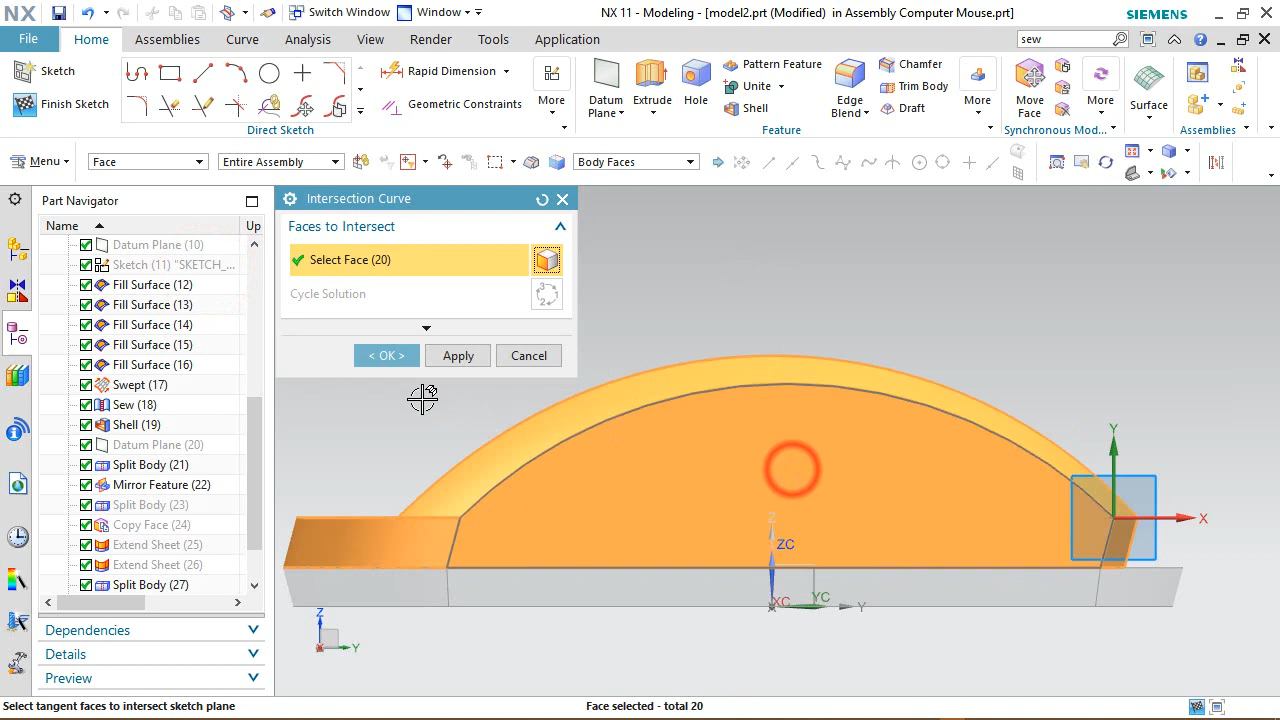 NX Switch Window Window NX 11 - Modeling - [model2.prt (Modified) in Assembly Computer Mouse.prt] SIEMENS
File Home Assemblies Curve Analysis View Render Tools Application sew
Sketch Rapid Dimension Pattern Feature Chamfer
Finish Sketch Geometric Constraints More Datum Plane Extrude Hole Unite Shell Edge Blend Trim Body Draft More Move Face More Surface
Direct Sketch Feature Synchronous Mod... Assemblies
Menu Face Entire Assembly Body Faces
Part Navigator
Name Up
Datum Plane (10)
Sketch (11) "SKETCH_...
Fill Surface (12)
Fill Surface (13)
Fill Surface (14)
Fill Surface (15)
Fill Surface (16)
Swept (17)
Sew (18)
Shell (19)
Datum Plane (20)
Split Body (21)
Mirror Feature (22)
Split Body (23)
Copy Face (24)
Extend Sheet (25)
Extend Sheet (26)
Split Body (27)
Dependencies
Details
Preview
Intersection Curve
Faces to Intersect
Select Face (20)
Cycle Solution
< OK > Apply Cancel
Y
X
Z
ZC
XC YC Y
Z
X Y
Select tangent faces to intersect sketch plane Face selected - total 20